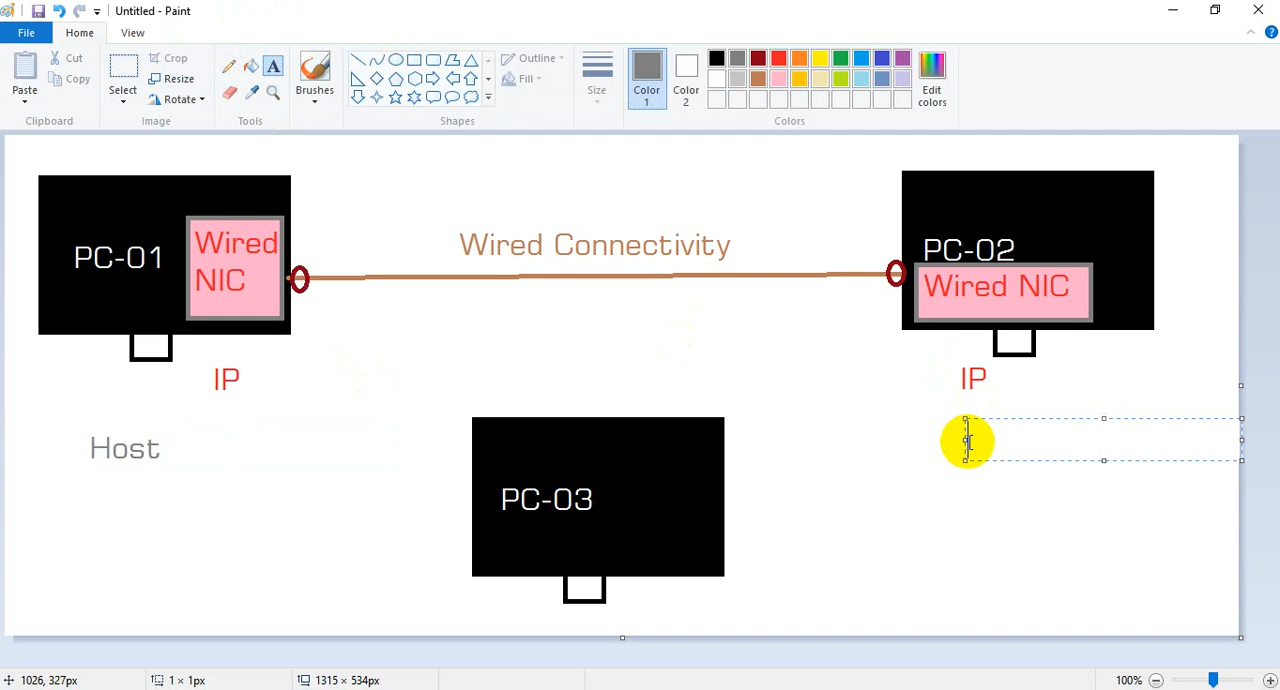 Untitled - Paint
File
Home
View
Paste
Cut
Copy
Clipboard
Select
Crop
Resize
Rotate
Image
A
Tools
Brushes
Outline
Fill
Shapes
Size
Color
1
Color
2
Edit
colors
Colors
PC-01
Wired
NIC
Wired Connectivity
PC-02
Wired NIC
IP
IP
Host
PC-03
1026, 327px
1 × 1px
1315 × 534px
100%